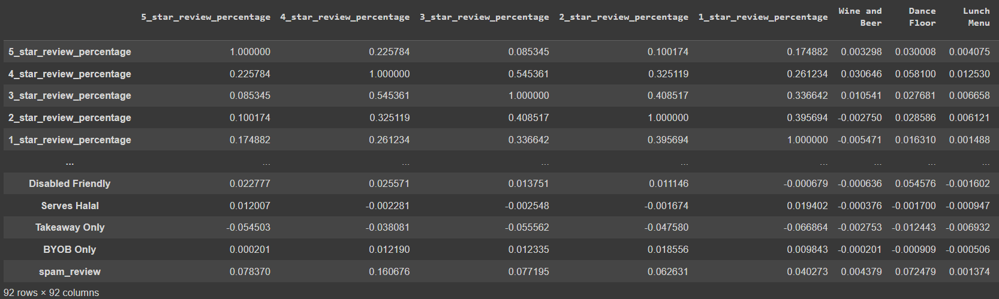 5_star_review_percentage 4_star_review_percentage 3_star_review_percentage 2_star_review_percentage 1_star_review_percentage Wine and Beer Dance Floor Lunch Menu
5_star_review_percentage 1.000000 0.225784 0.085345 0.100174 0.174882 0.003298 0.030008 0.004075
4_star_review_percentage 0.225784 1.000000 0.545361 0.325119 0.261234 0.030646 0.058100 0.012530
3_star_review_percentage 0.085345 0.545361 1.000000 0.408517 0.336642 0.010541 0.027681 0.006658
2_star_review_percentage 0.100174 0.325119 0.408517 1.000000 0.395694 -0.002750 0.028586 0.006121
1_star_review_percentage 0.174882 0.261234 0.336642 0.395694 1.000000 -0.005471 0.016310 0.001488
... ... ... ... ... ... ... ... ...
Disabled Friendly 0.022777 0.025571 0.013751 0.011146 -0.000679 -0.000636 0.054576 -0.001602
Serves Halal 0.012007 -0.002281 -0.002548 -0.001674 0.019402 -0.000376 -0.001700 -0.000947
Takeaway Only -0.054503 -0.038081 -0.055562 -0.047580 -0.066864 -0.002753 -0.012443 -0.006932
BYOB Only 0.000201 0.012190 0.012335 0.018556 0.009843 -0.000201 -0.000909 -0.000506
spam_review 0.078370 0.160676 0.077195 0.062631 0.040273 0.004379 0.072479 0.001374
92 rows × 92 columns